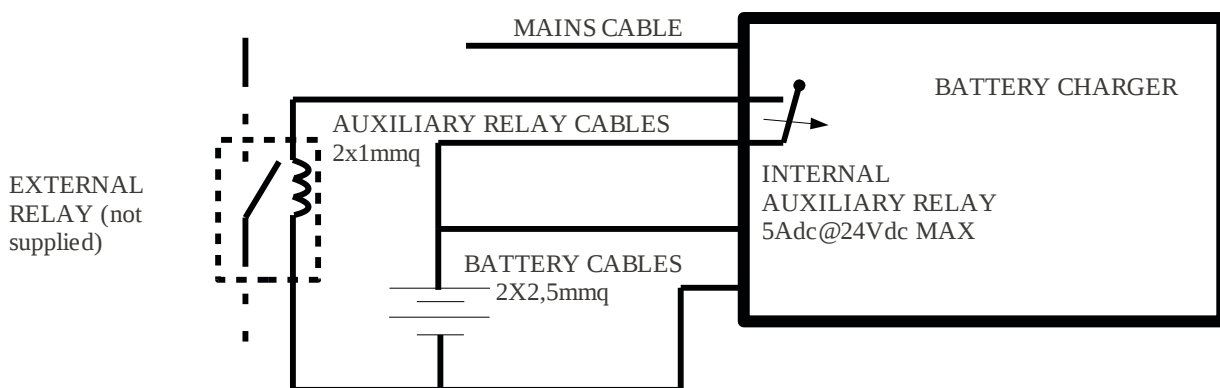 MAINS CABLE
BATTERY CHARGER
AUXILIARY RELAY CABLES
2x1mmq
EXTERNAL
RELAY (not
supplied)
INTERNAL
AUXILIARY RELAY
5Adc@24Vdc MAX
BATTERY CABLES
2X2,5mmq